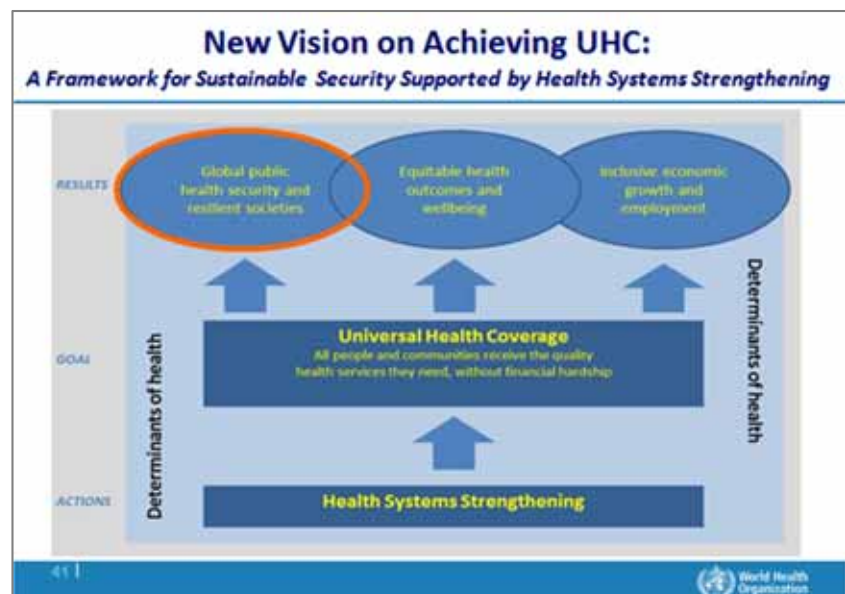 New Vision on Achieving UHC:
A Framework for Sustainable Security Supported by Health Systems Strengthening
RESULTS
Global public
health security and
resilient societies
Equitable health
outcomes and
wellbeing
Inclusive economic
growth and
employment
Determinants of health
GOAL
Universal Health Coverage
All people and communities receive the quality
health services they need, without financial hardship
Determinants of health
ACTIONS
Health Systems Strengthening
41
World Health
Organization